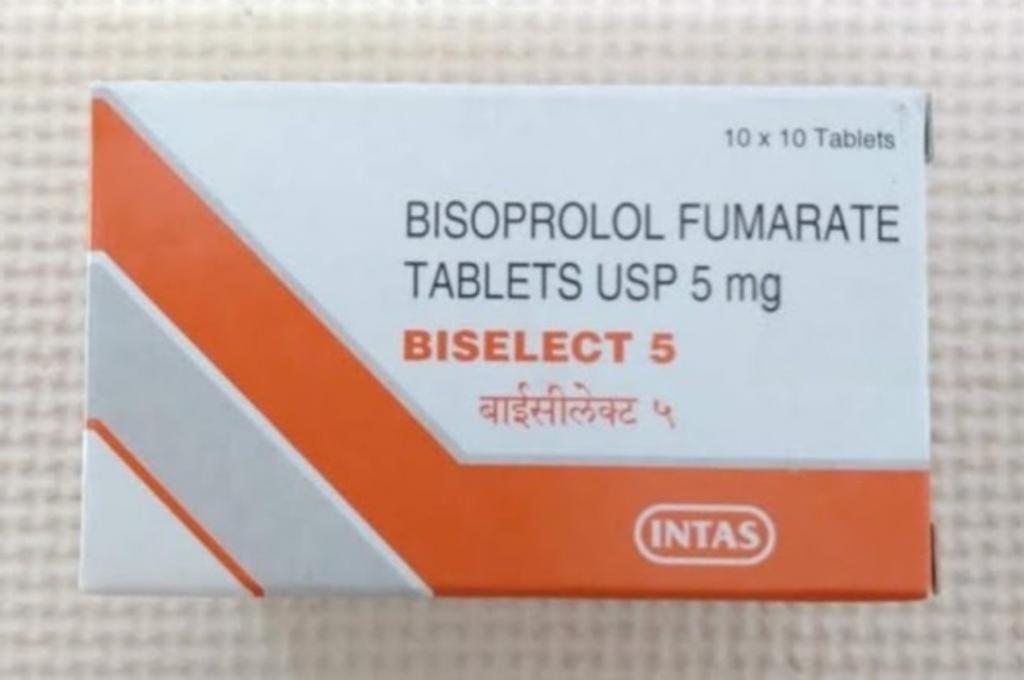 10 x 10 Tablets
BISOPROLOL FUMARATE
TABLETS USP 5 mg
BISELECT 5
बाईसीलेक्ट ५
INTAS